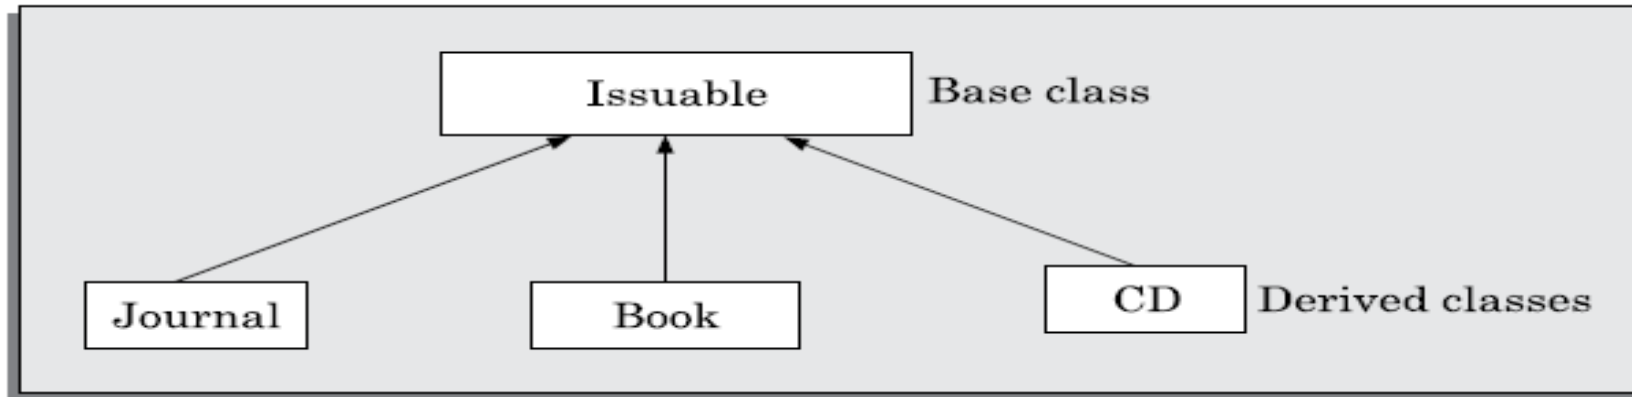 Issuable
Base class
Journal
Book
CD
Derived classes